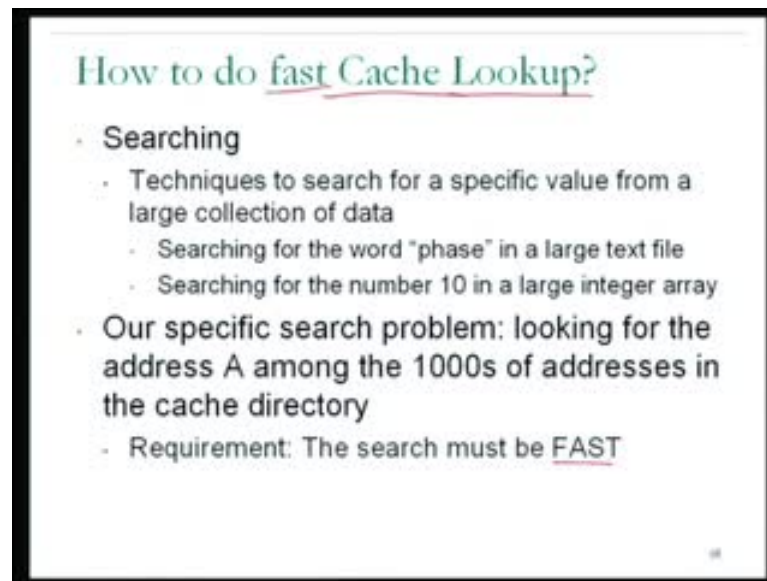 How to do fast Cache Lookup?
Searching
Techniques to search for a specific value from a
large collection of data
Searching for the word "phase" in a large text file
Searching for the number 10 in a large integer array
Our specific search problem: looking for the
address A among the 1000s of addresses in
the cache directory
Requirement: The search must be FAST